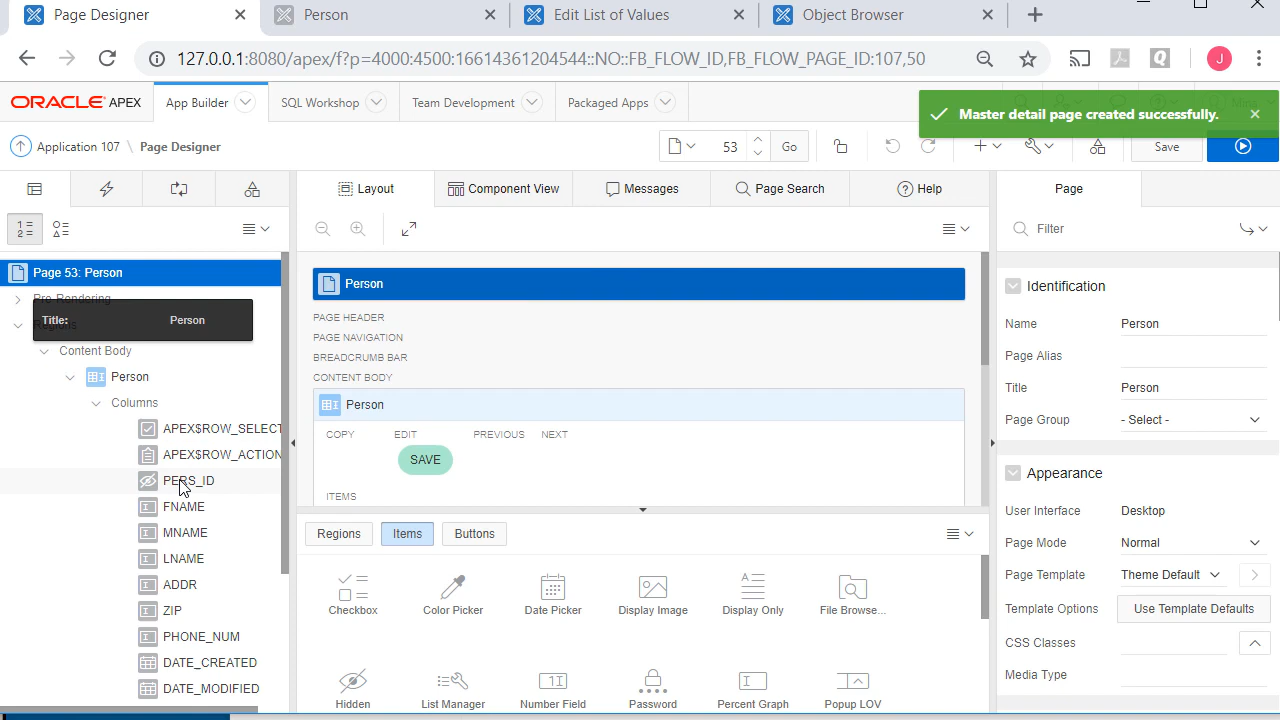 Page Designer
Person
Edit List of Values
Object Browser
127.0.0.1:8080/apex/f?p=4000:4500:16614361204544::NO::FB_FLOW_ID,FB_FLOW_PAGE_ID:107,50
J
ORACLE APEX
App Builder
SQL Workshop
Team Development
Packaged Apps
Master detail page created successfully.
Application 107 \ Page Designer
53
Go
Save
Layout
Component View
Messages
Page Search
Help
Page
Filter
Page 53: Person
Pre-Rendering
Regions
Title: Person
Content Body
Person
Columns
APEX$ROW_SELECT
APEX$ROW_ACTION
PERS_ID
FNAME
MNAME
LNAME
ADDR
ZIP
PHONE_NUM
DATE_CREATED
DATE_MODIFIED
Person
PAGE HEADER
PAGE NAVIGATION
BREADCRUMB BAR
CONTENT BODY
Person
COPY
EDIT
PREVIOUS
NEXT
SAVE
ITEMS
Regions
Items
Buttons
Checkbox
Color Picker
Date Picker
Display Image
Display Only
File Browse...
Hidden
List Manager
Number Field
Password
Percent Graph
Popup LOV
Identification
Name Person
Page Alias
Title Person
Page Group - Select -
Appearance
User Interface Desktop
Page Mode Normal
Page Template Theme Default
Template Options Use Template Defaults
CSS Classes
Media Type